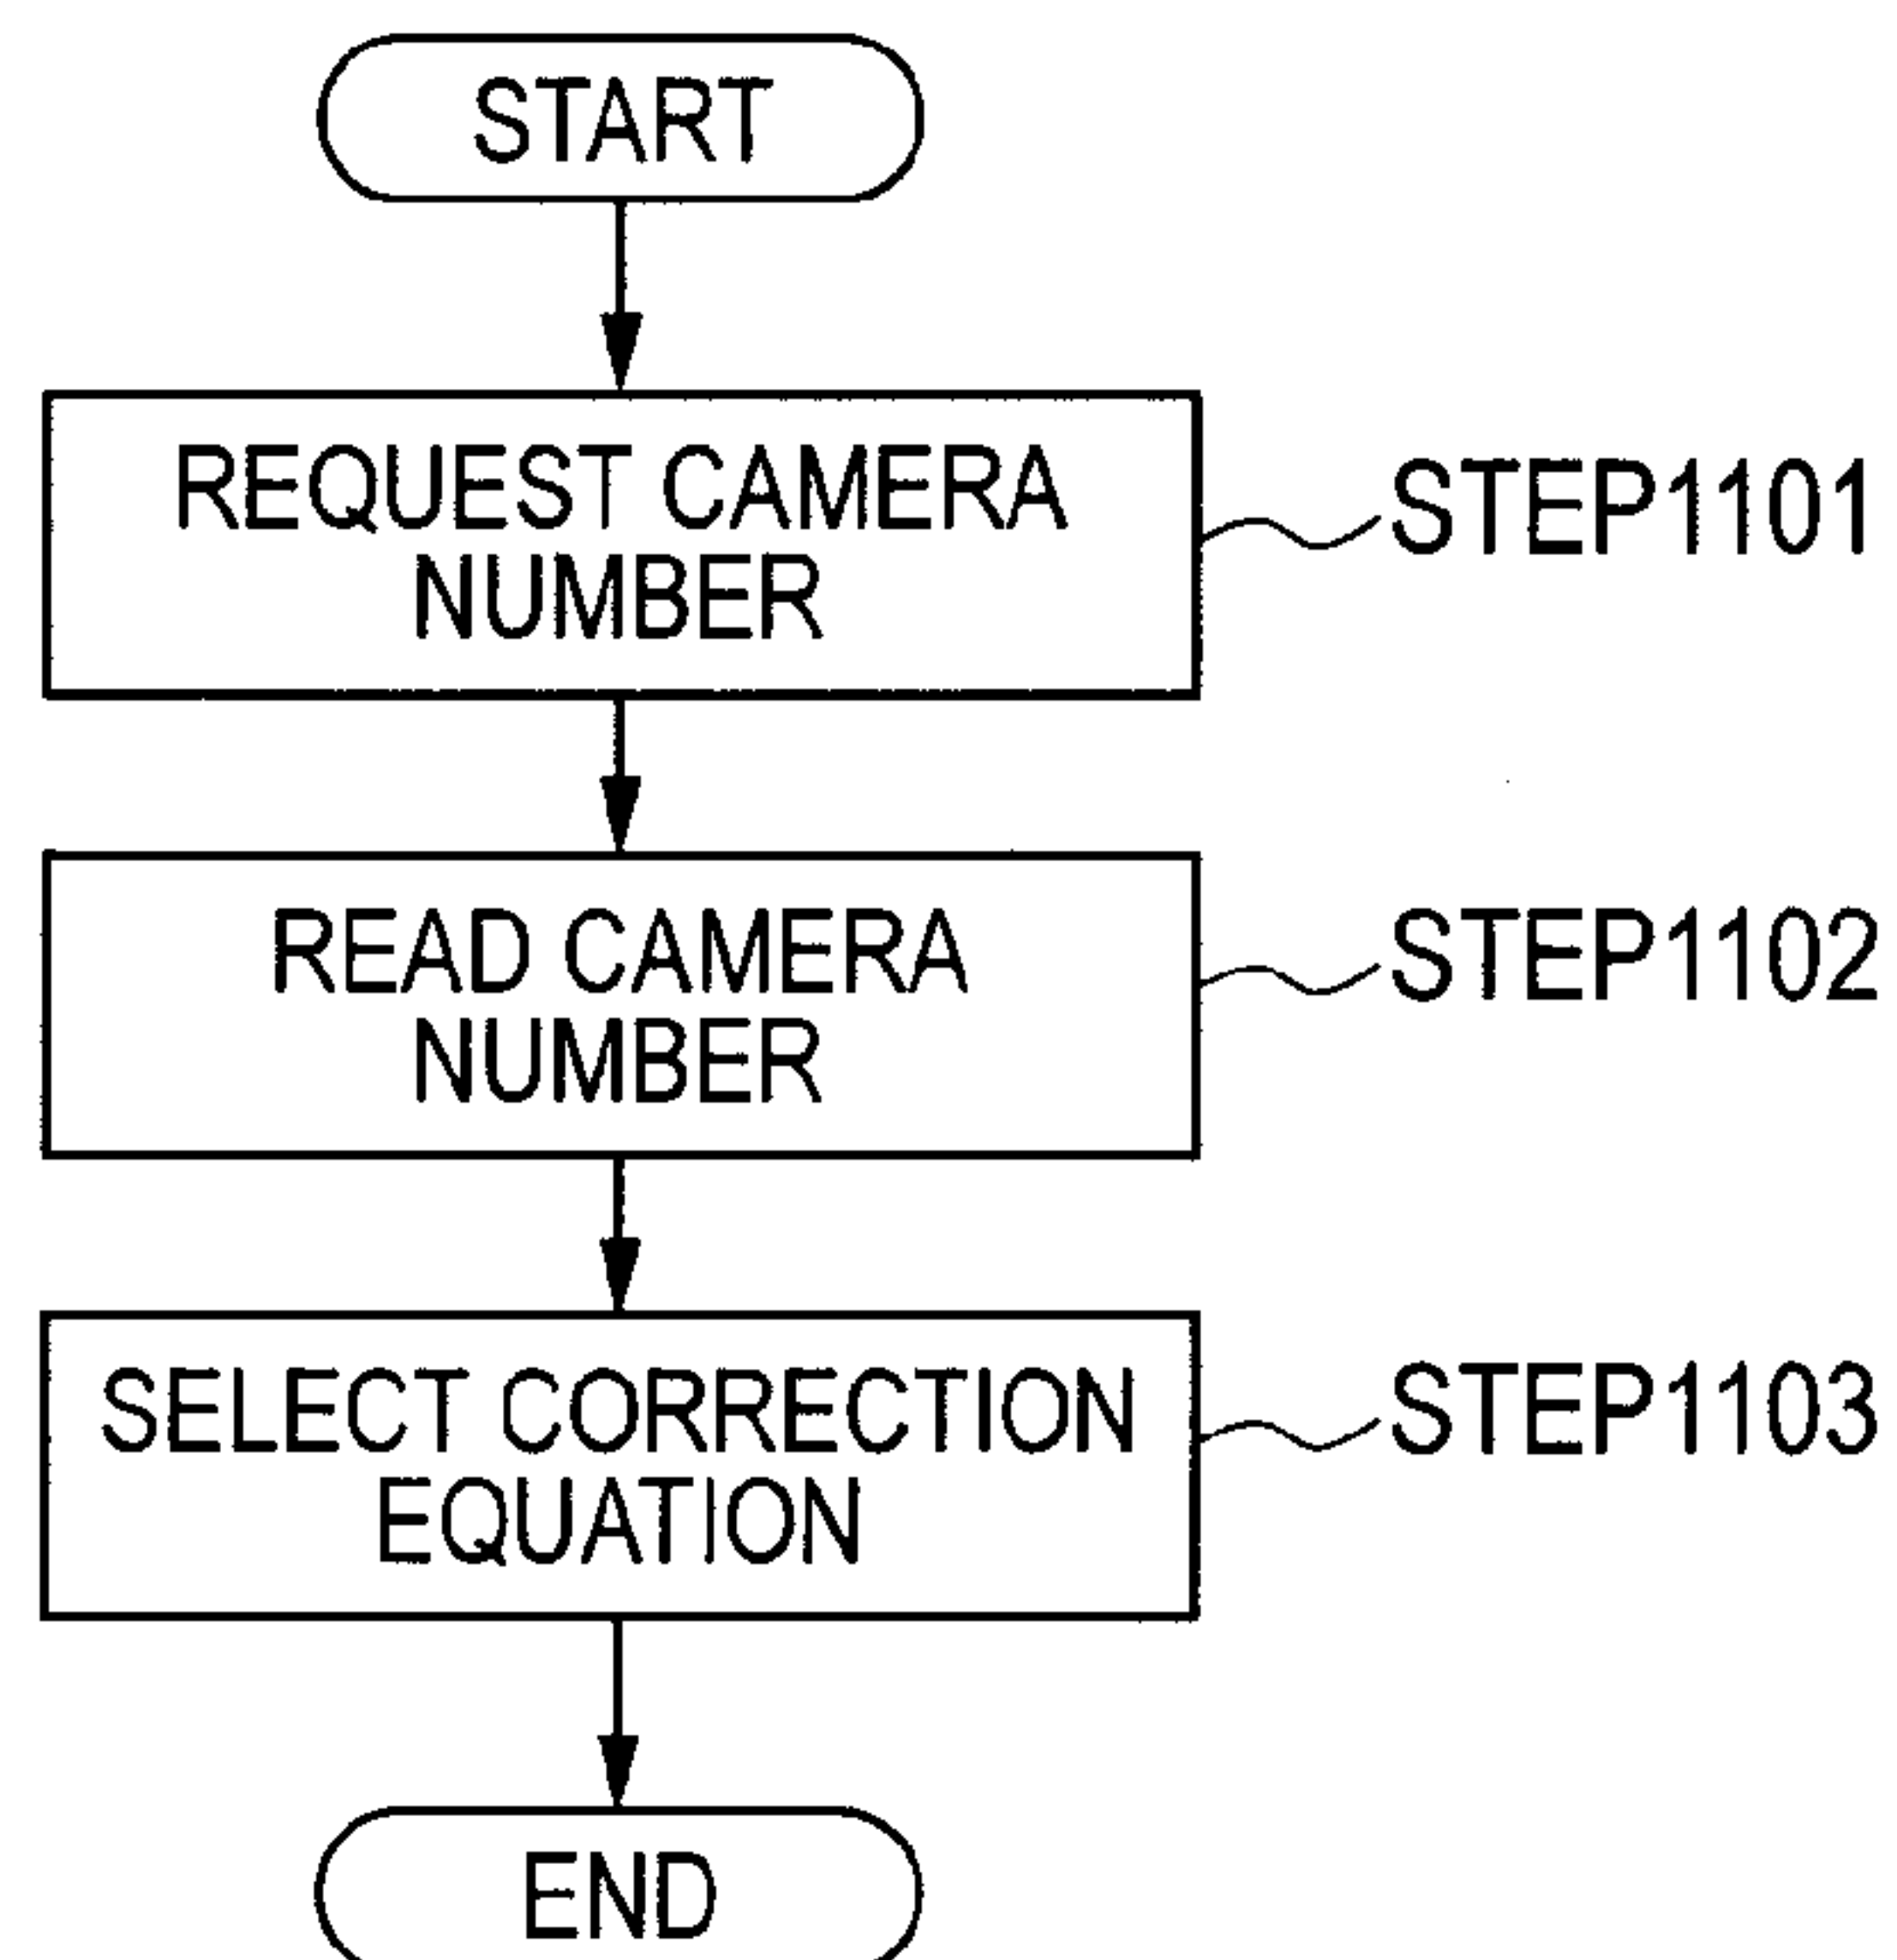 START
REQUEST CAMERA
NUMBER
STEP1101
READ CAMERA
NUMBER
STEP1102
SELECT CORRECTION
EQUATION
STEP1103
END